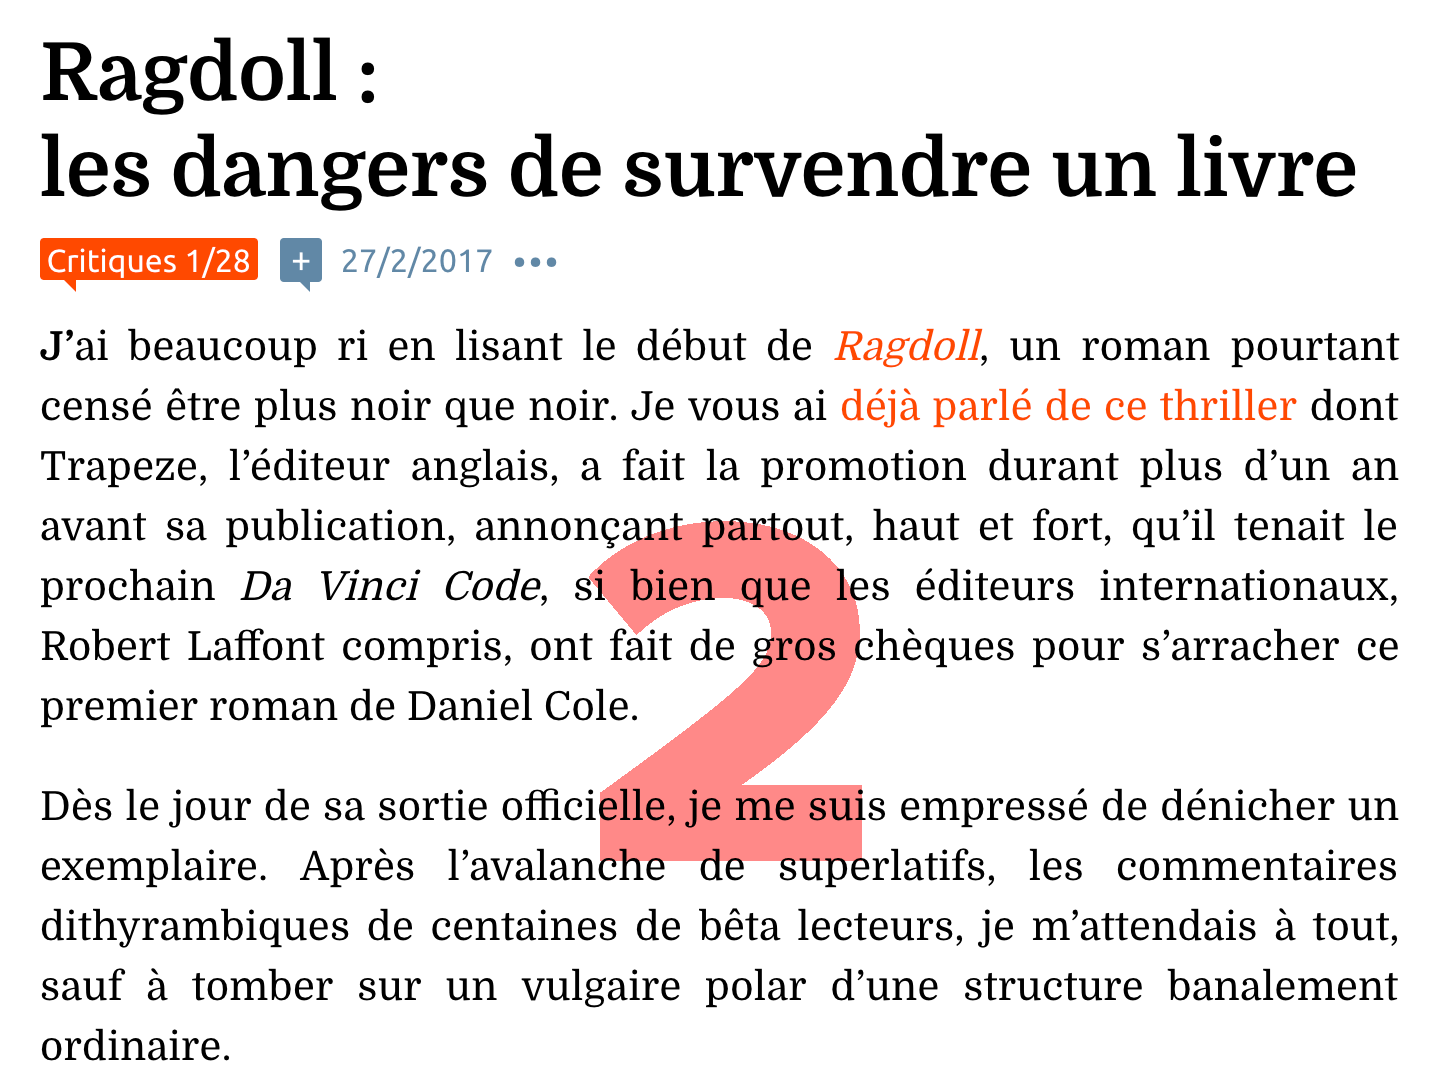 Ragdoll :
les dangers de survendre un livre
Critiques 1/28 + 27/2/2017 •••
J’ai beaucoup ri en lisant le début de Ragdoll, un roman pourtant
censé être plus noir que noir. Je vous ai déjà parlé de ce thriller dont
Trapeze, l’éditeur anglais, a fait la promotion durant plus d’un an
avant sa publication, annonçant partout, haut et fort, qu’il tenait le
prochain Da Vinci Code, si bien que les éditeurs internationaux,
Robert Laffont compris, ont fait de gros chèques pour s’arracher ce
premier roman de Daniel Cole.
2
Dès le jour de sa sortie officielle, je me suis empressé de dénicher un
exemplaire. Après l’avalanche de superlatifs, les commentaires
dithyrambiques de centaines de bêta lecteurs, je m’attendais à tout,
sauf à tomber sur un vulgaire polar d’une structure banalement
ordinaire.